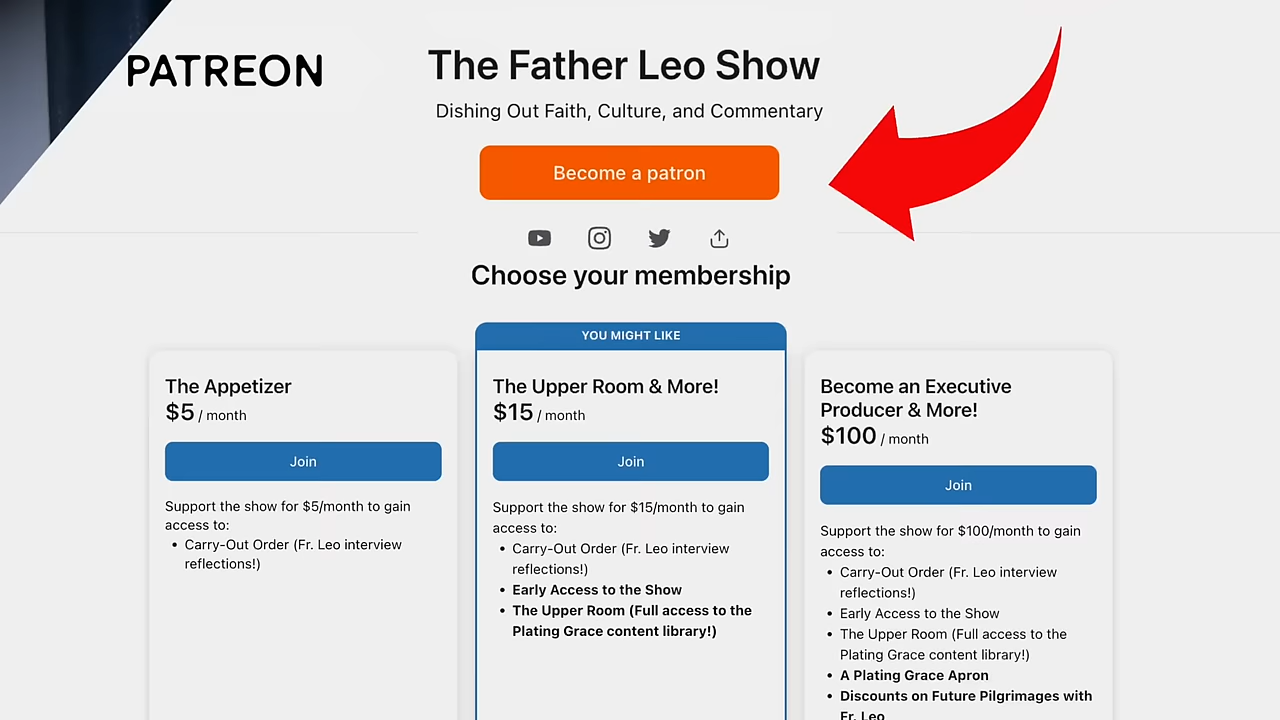 PATREON
The Father Leo Show
Dishing Out Faith, Culture, and Commentary
Become a patron
Choose your membership
YOU MIGHT LIKE
The Appetizer
$5 / month
Join
Support the show for $5/month to gain
access to:
• Carry-Out Order (Fr. Leo interview
reflections!)
The Upper Room & More!
$15 / month
Join
Support the show for $15/month to gain
access to:
• Carry-Out Order (Fr. Leo interview
reflections!)
• Early Access to the Show
• The Upper Room (Full access to the
Plating Grace content library!)
Become an Executive
Producer & More!
$100 / month
Join
Support the show for $100/month to gain
access to:
• Carry-Out Order (Fr. Leo interview
reflections!)
• Early Access to the Show
• The Upper Room (Full access to the
Plating Grace content library!)
• A Plating Grace Apron
• Discounts on Future Pilgrimages with
Fr. Leo